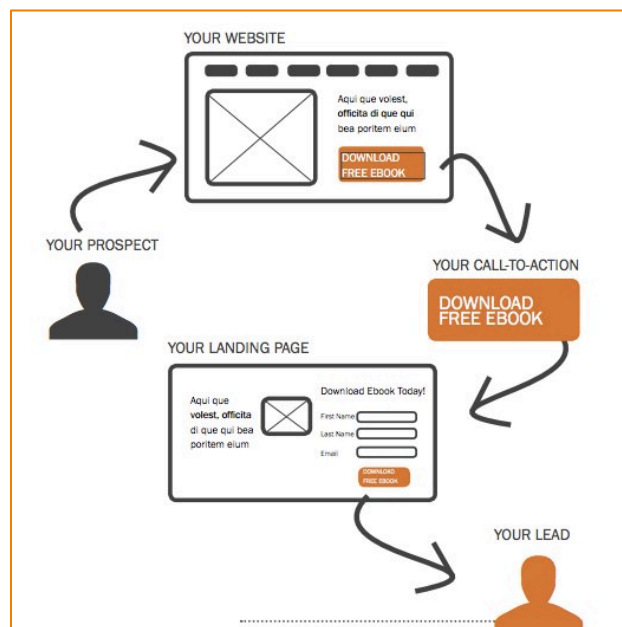 YOUR WEBSITE
Aqui que volest,
officita di que qui
bea poritem eium
DOWNLOAD
FREE EBOOK
YOUR PROSPECT
YOUR CALL-TO-ACTION
DOWNLOAD
FREE EBOOK
YOUR LANDING PAGE
Aqui que
volest, officita
di que qui bea
poritem eium
Download Ebook Today!
First Name
Last Name
Email
DOWNLOAD
FREE EBOOK
YOUR LEAD